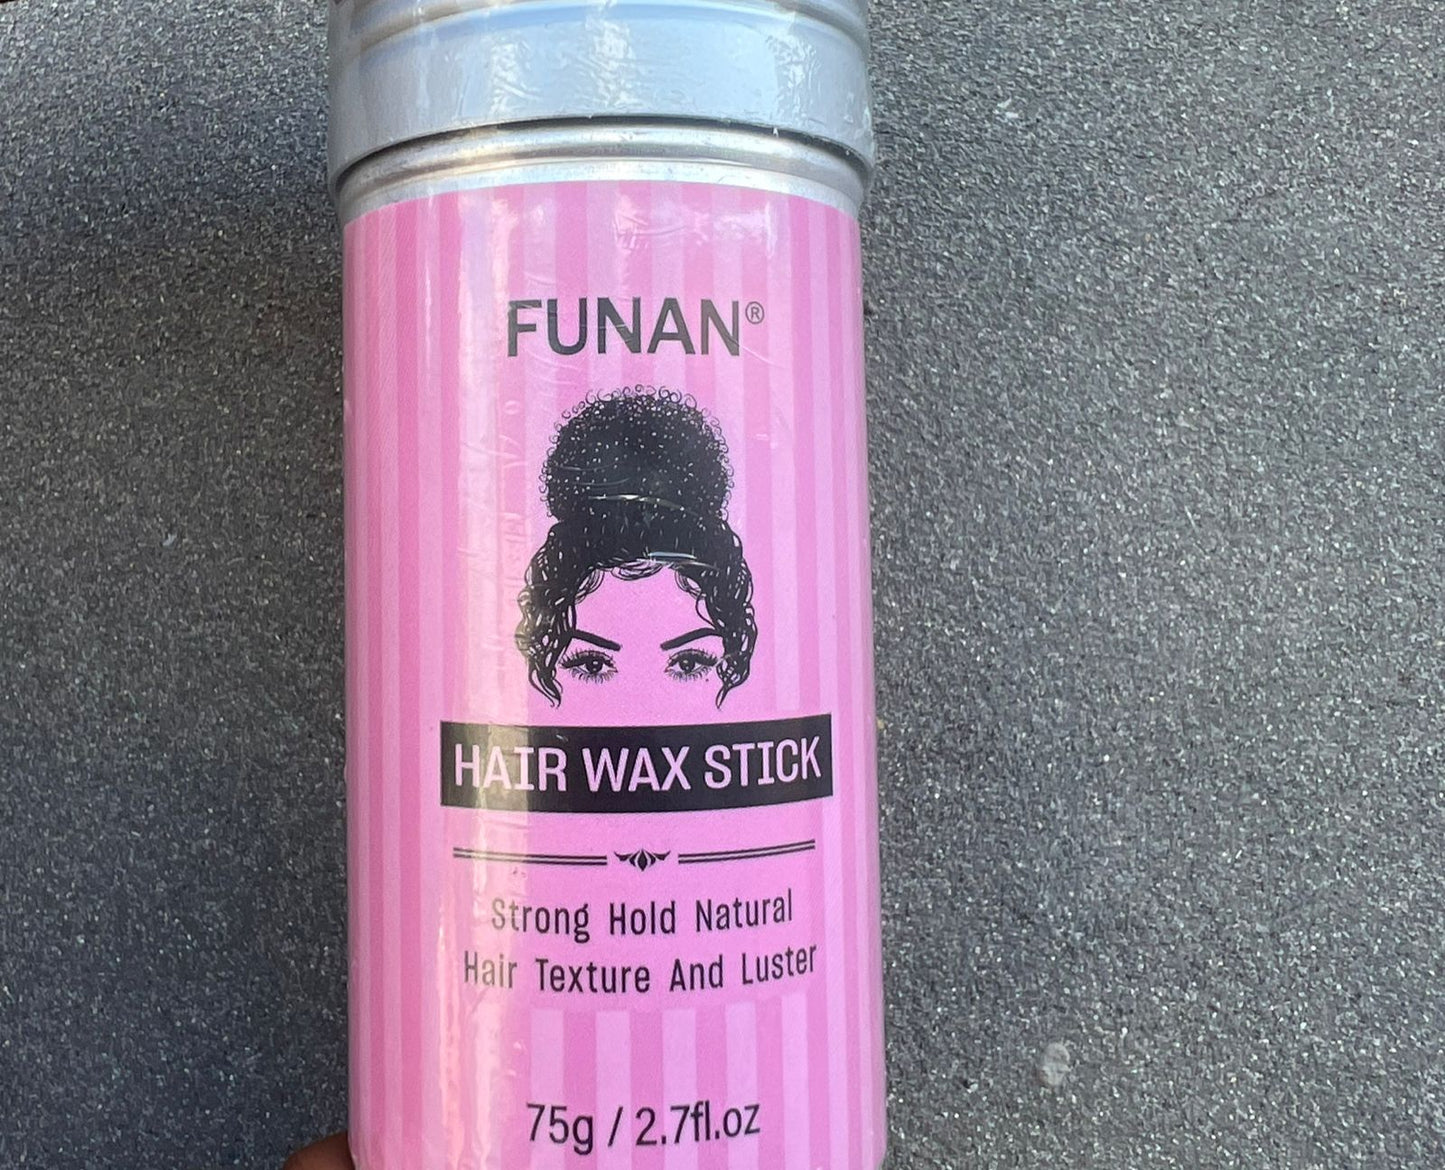 FUNAN®
HAIR WAX STICK
Strong Hold Natural
Hair Texture And Luster
75g / 2.7fl.oz